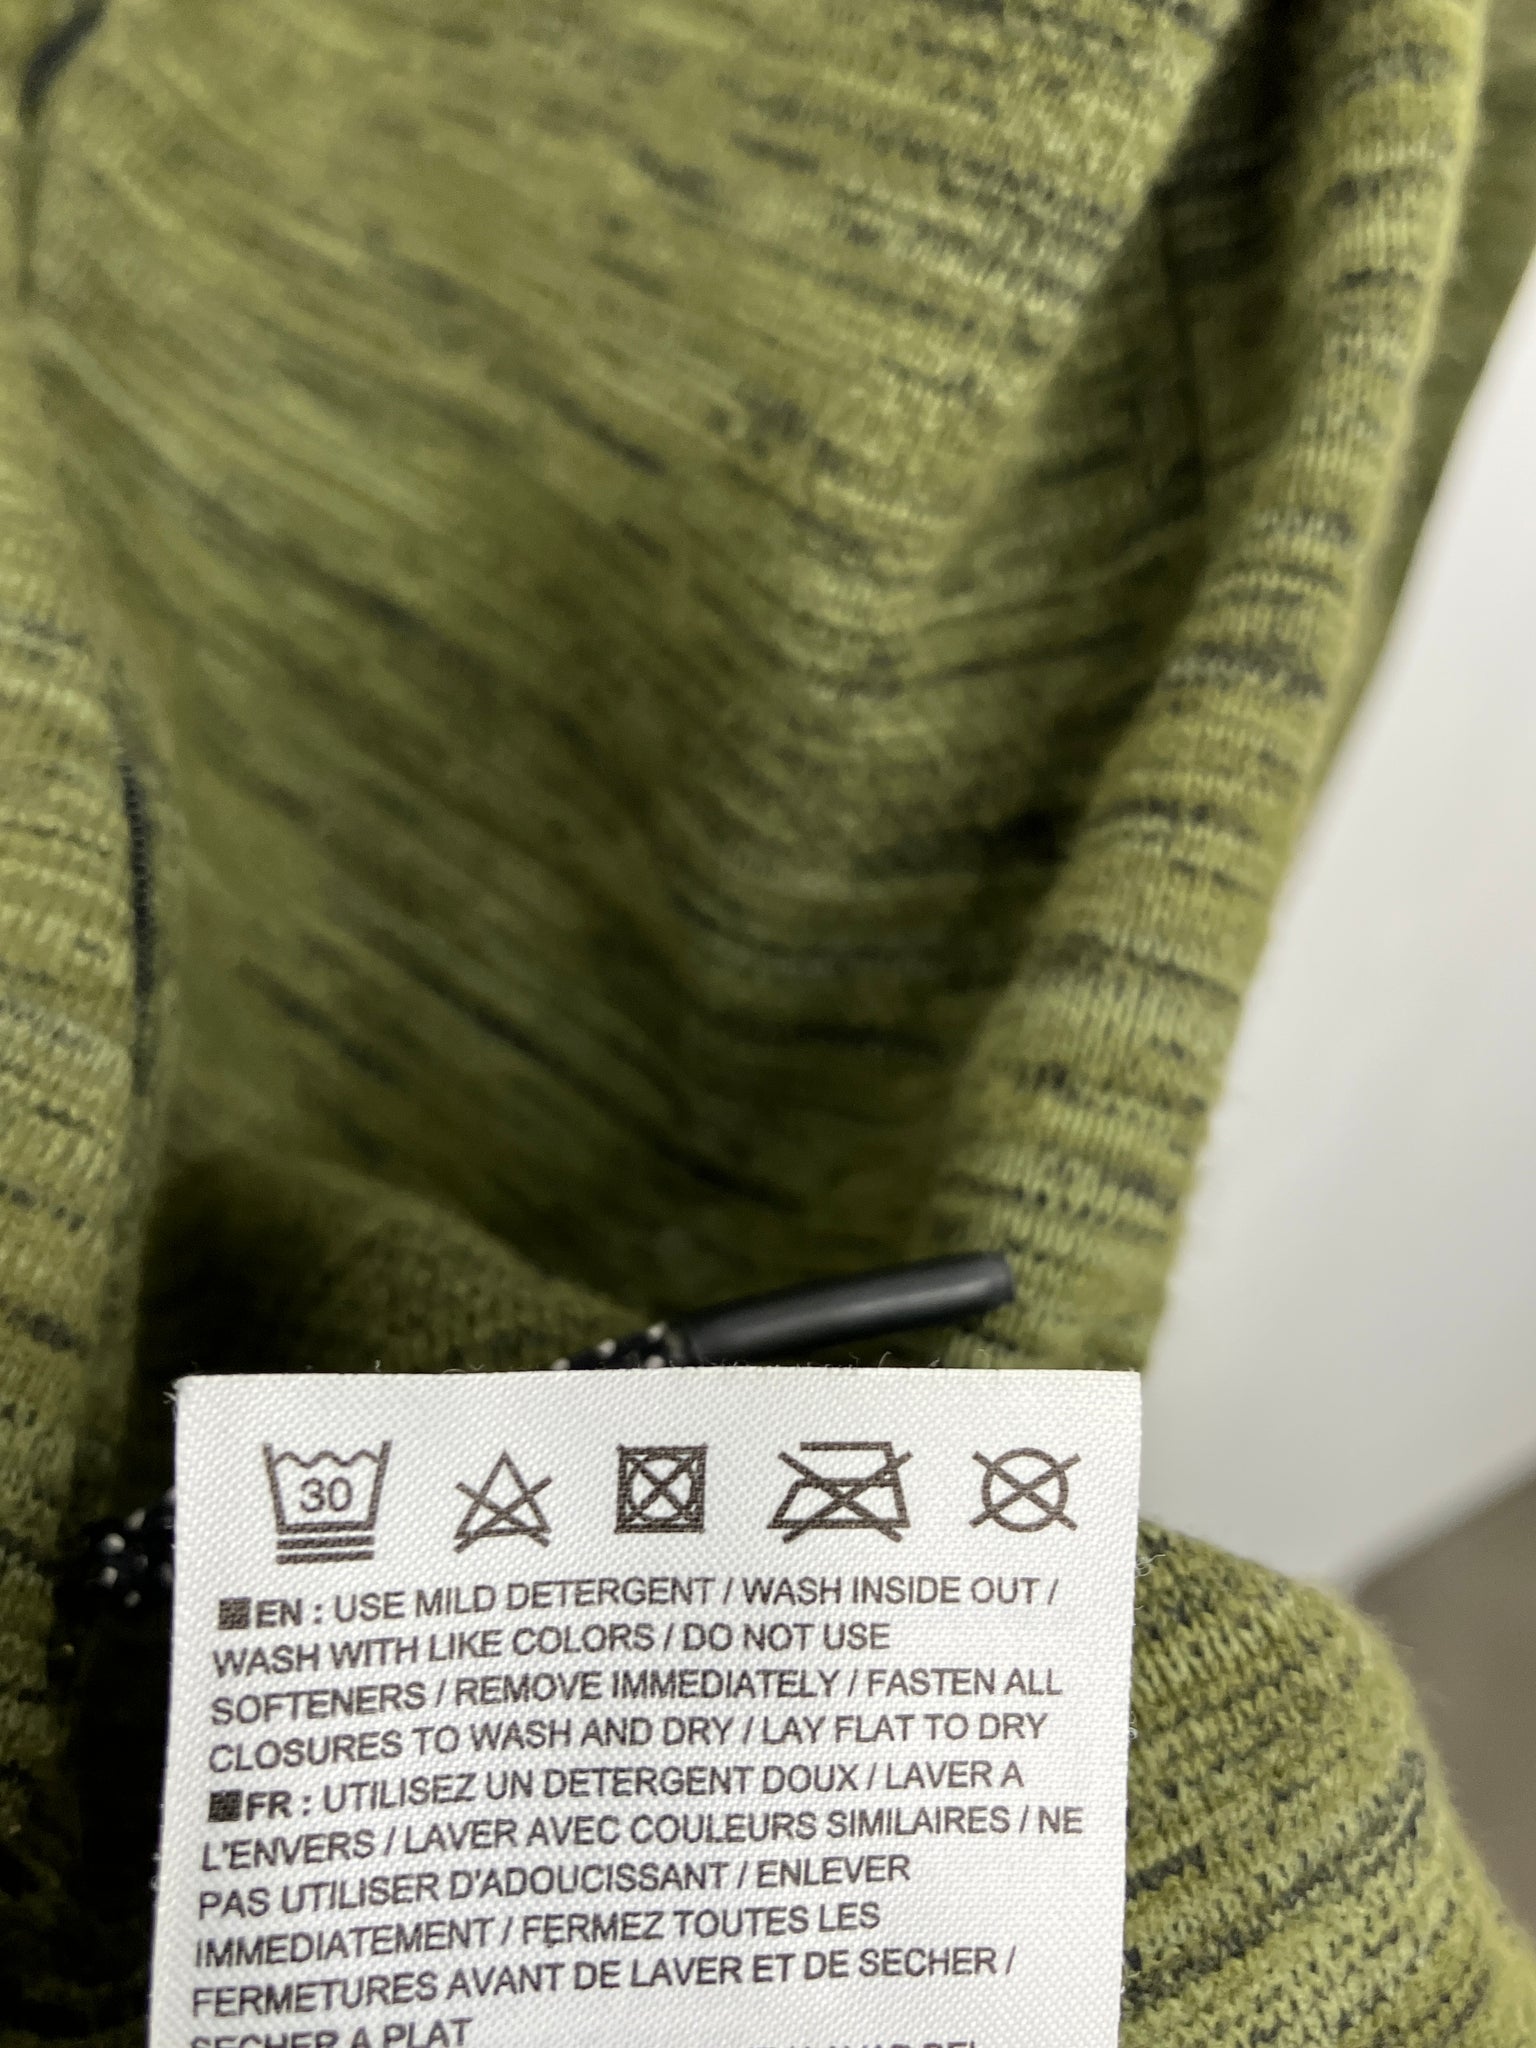 30
EN : USE MILD DETERGENT / WASH INSIDE OUT /
WASH WITH LIKE COLORS / DO NOT USE
SOFTENERS / REMOVE IMMEDIATELY / FASTEN ALL
CLOSURES TO WASH AND DRY / LAY FLAT TO DRY
FR : UTILISEZ UN DETERGENT DOUX / LAVER A
L'ENVERS / LAVER AVEC COULEURS SIMILAIRES / NE
PAS UTILISER D'ADOUCISSANT / ENLEVER
IMMEDIATEMENT / FERMEZ TOUTES LES
FERMETURES AVANT DE LAVER ET DE SECHER /
SECHER A PLAT